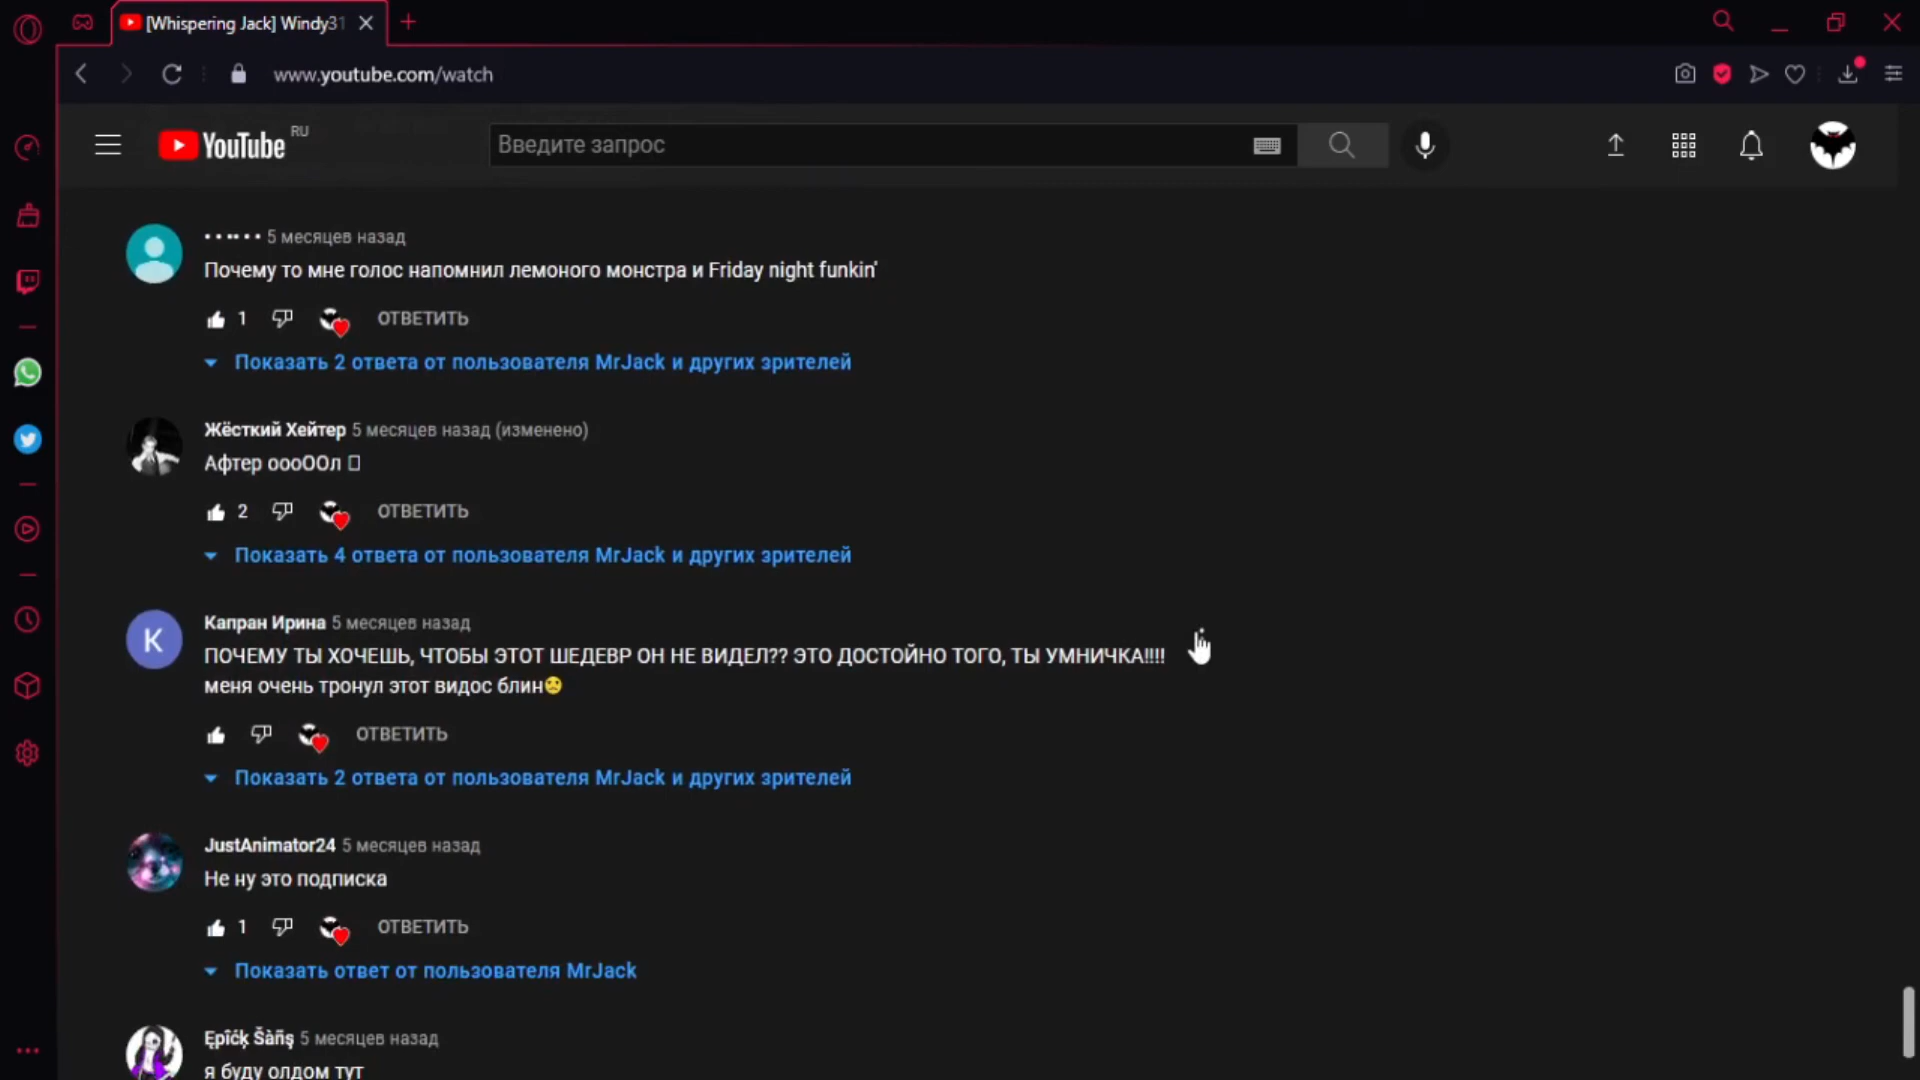 [Whispering Jack] Windy31
www.youtube.com/watch
YouTube RU
Введите запрос
5 месяцев назад
Почему то мне голос напомнил лемоного монстра и Friday night funkin'
1 ОТВЕТИТЬ
Показать 2 ответа от пользователя MrJack и других зрителей
Жёсткий Хейтер 5 месяцев назад (изменено)
Афтер оооООл
2 ОТВЕТИТЬ
Показать 4 ответа от пользователя MrJack и других зрителей
К
Капран Ирина 5 месяцев назад
ПОЧЕМУ ТЫ ХОЧЕШЬ, ЧТОБЫ ЭТОТ ШЕДЕВР ОН НЕ ВИДЕЛ?? ЭТО ДОСТОЙНО ТОГО, ТЫ УМНИЧКА!!!!
меня очень тронул этот видос блин
ОТВЕТИТЬ
Показать 2 ответа от пользователя MrJack и других зрителей
JustAnimator24 5 месяцев назад
Не ну это подписка
1 ОТВЕТИТЬ
Показать ответ от пользователя MrJack
Ępîćķ Šàñş 5 месяцев назад
я буду олдом тут